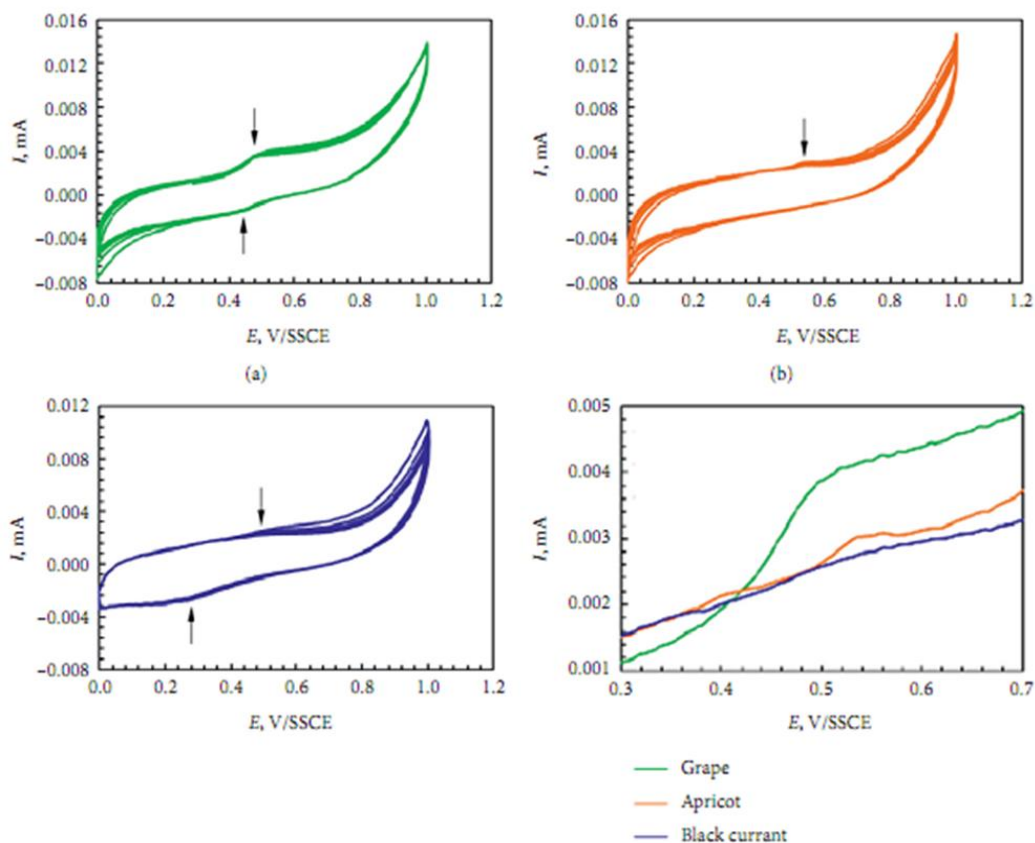 0.016
0.012
0.008
0.004
0.000
−0.004
−0.008
I, mA
0.0 0.2 0.4 0.6 0.8 1.0 1.2
E, V/SSCE
(a)
0.016
0.012
0.008
0.004
0.000
−0.004
−0.008
I, mA
0.0 0.2 0.4 0.6 0.8 1.0 1.2
E, V/SSCE
(b)
0.012
0.008
0.004
0.000
−0.004
−0.008
I, mA
0.0 0.2 0.4 0.6 0.8 1.0 1.2
E, V/SSCE
0.005
0.004
0.003
0.002
0.001
I, mA
0.3 0.4 0.5 0.6 0.7
E, V/SSCE
Grape
Apricot
Black currant